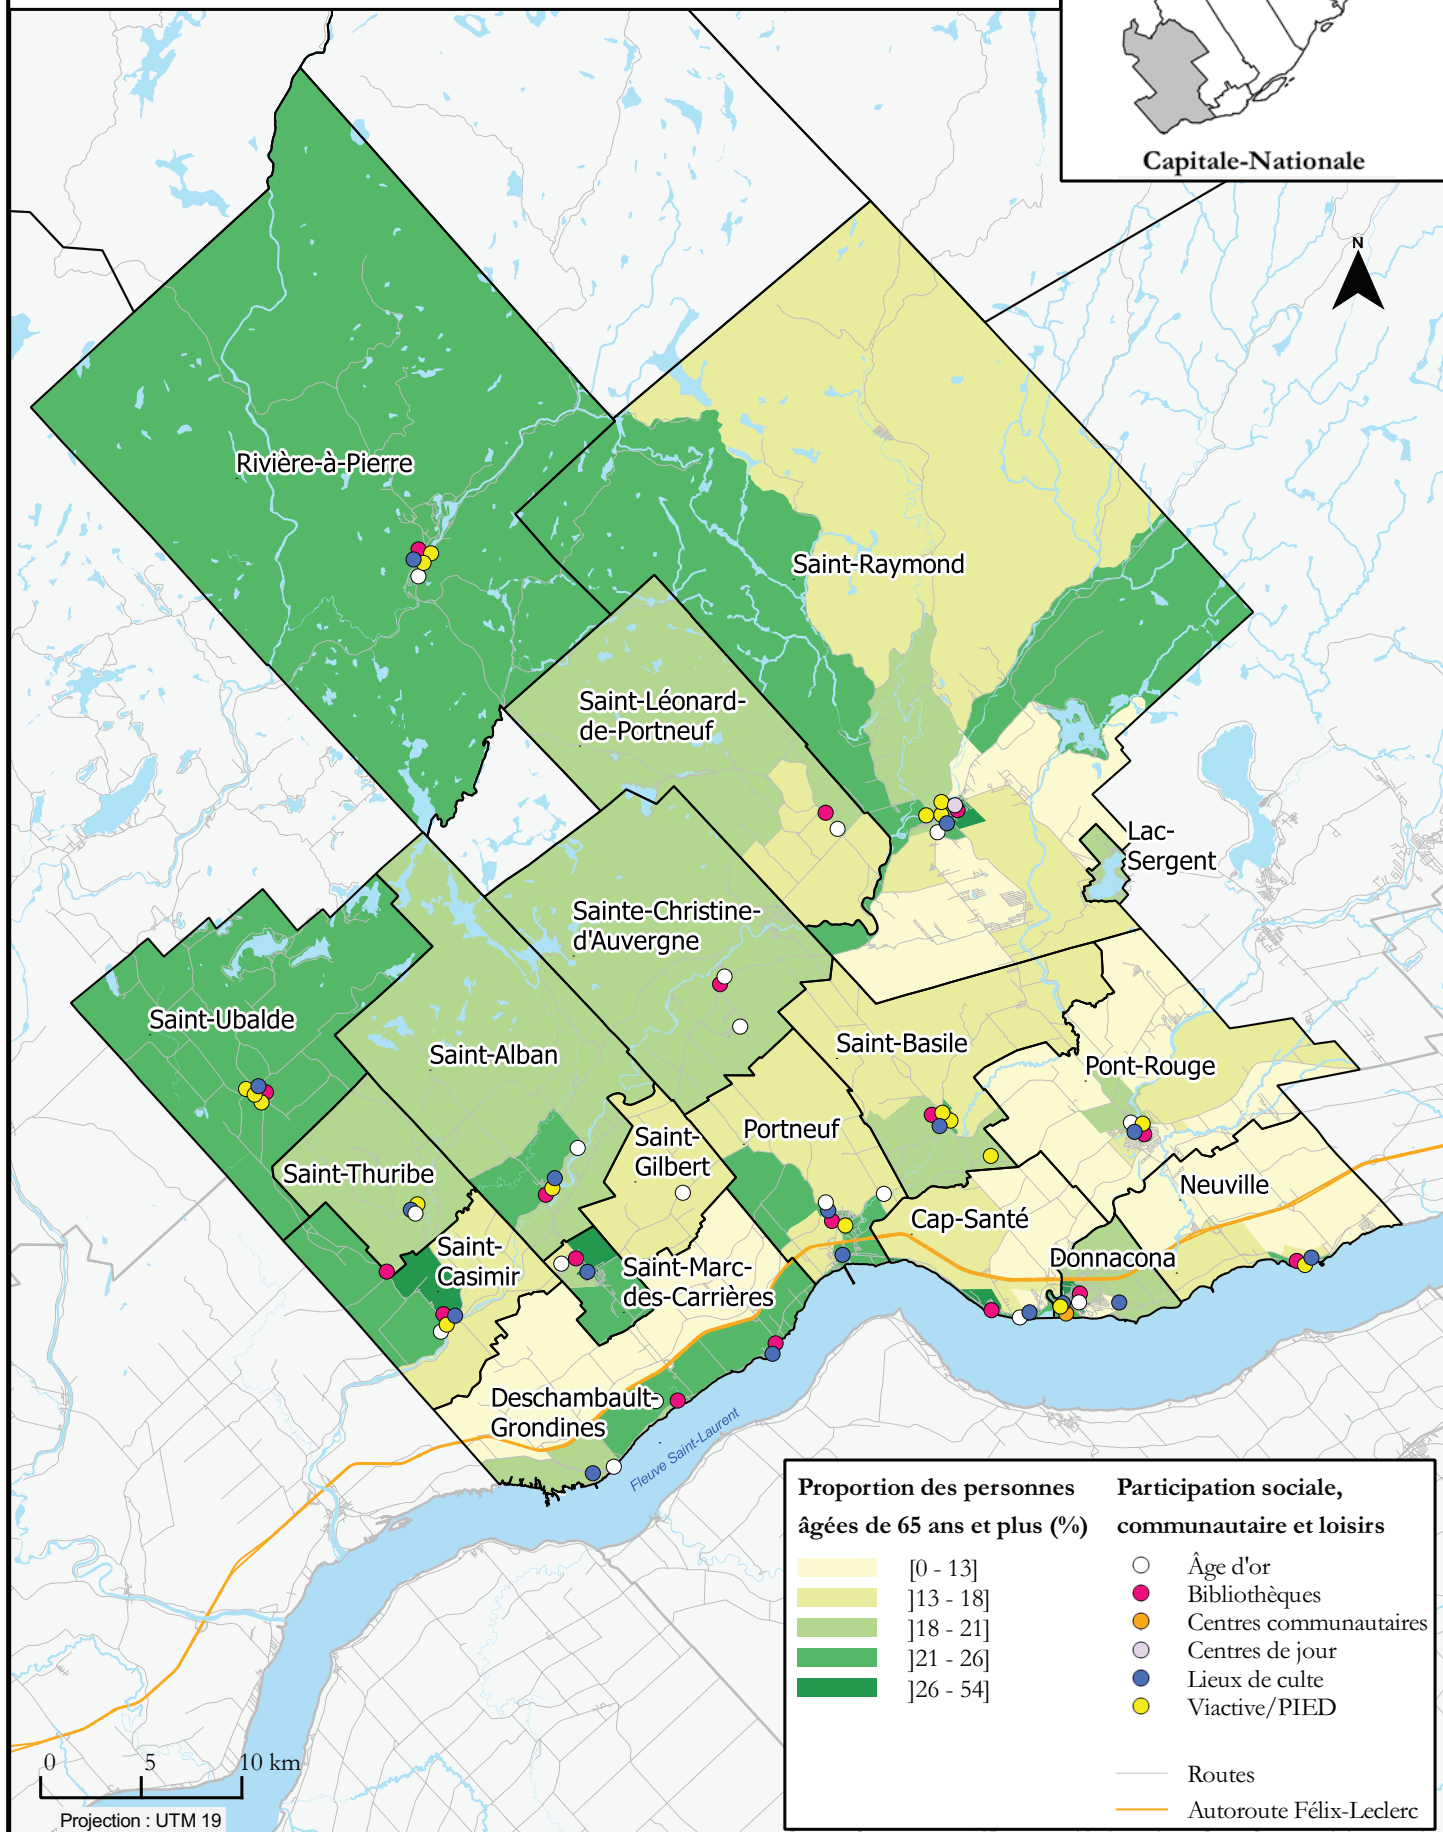 Capitale-Nationale
N
Rivière-à-Pierre
Saint-Raymond
Saint-Léonard-
de-Portneuf
Lac-
Sergent
Sainte-Christine-
d'Auvergne
Saint-Ubalde
Saint-Alban
Saint-Basile
Pont-Rouge
Saint-
Gilbert
Portneuf
Saint-Thuribe
Neuville
Cap-Santé
Saint-
Casimir
Donnacona
Saint-Marc-
des-Carrières
Deschambault-
Grondines
Fleuve Saint-Laurent
Proportion des personnes
âgées de 65 ans et plus (%)
[0 - 13]
]13 - 18]
]18 - 21]
]21 - 26]
]26 - 54]
Participation sociale,
communautaire et loisirs
Âge d'or
Bibliothèques
Centres communautaires
Centres de jour
Lieux de culte
Viactive/PIED
Routes
Autoroute Félix-Leclerc
0 5 10 km
Projection : UTM 19